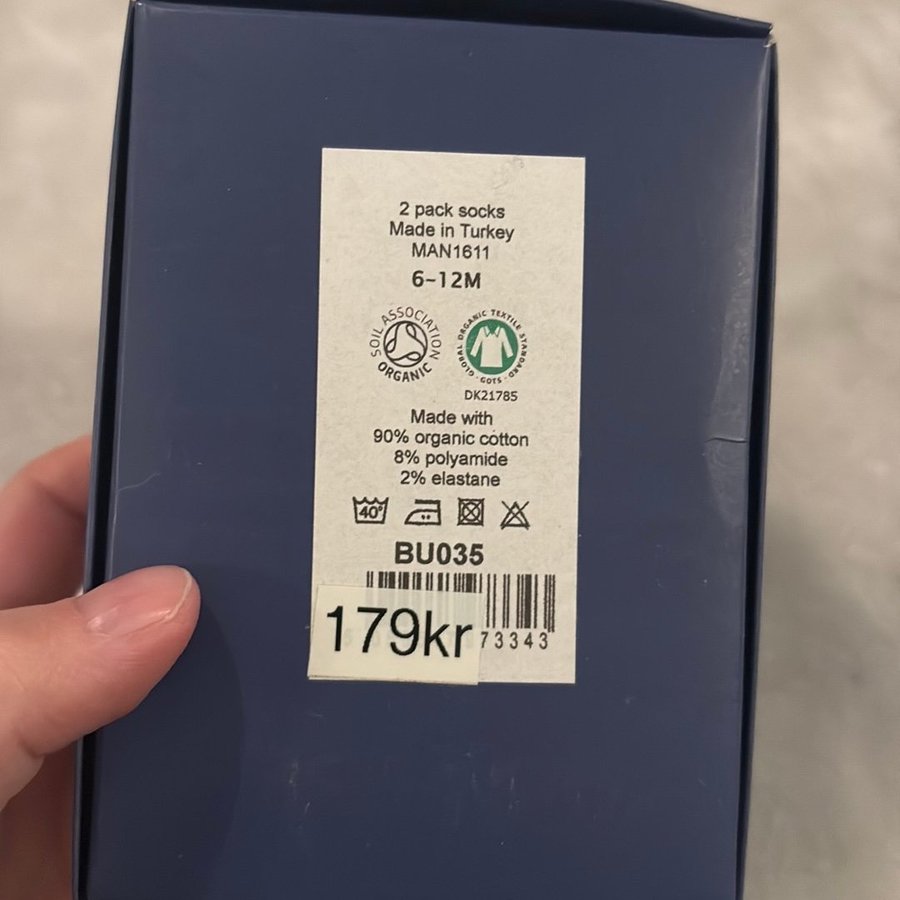 2 pack socks
Made in Turkey
MAN1611
6-12M
SOIL ASSOCIATION
ORGANIC
GLOBAL ORGANIC TEXTILE STANDARD
· GOTS ·
DK21785
Made with
90% organic cotton
8% polyamide
2% elastane
40°
BU035
179kr
73343